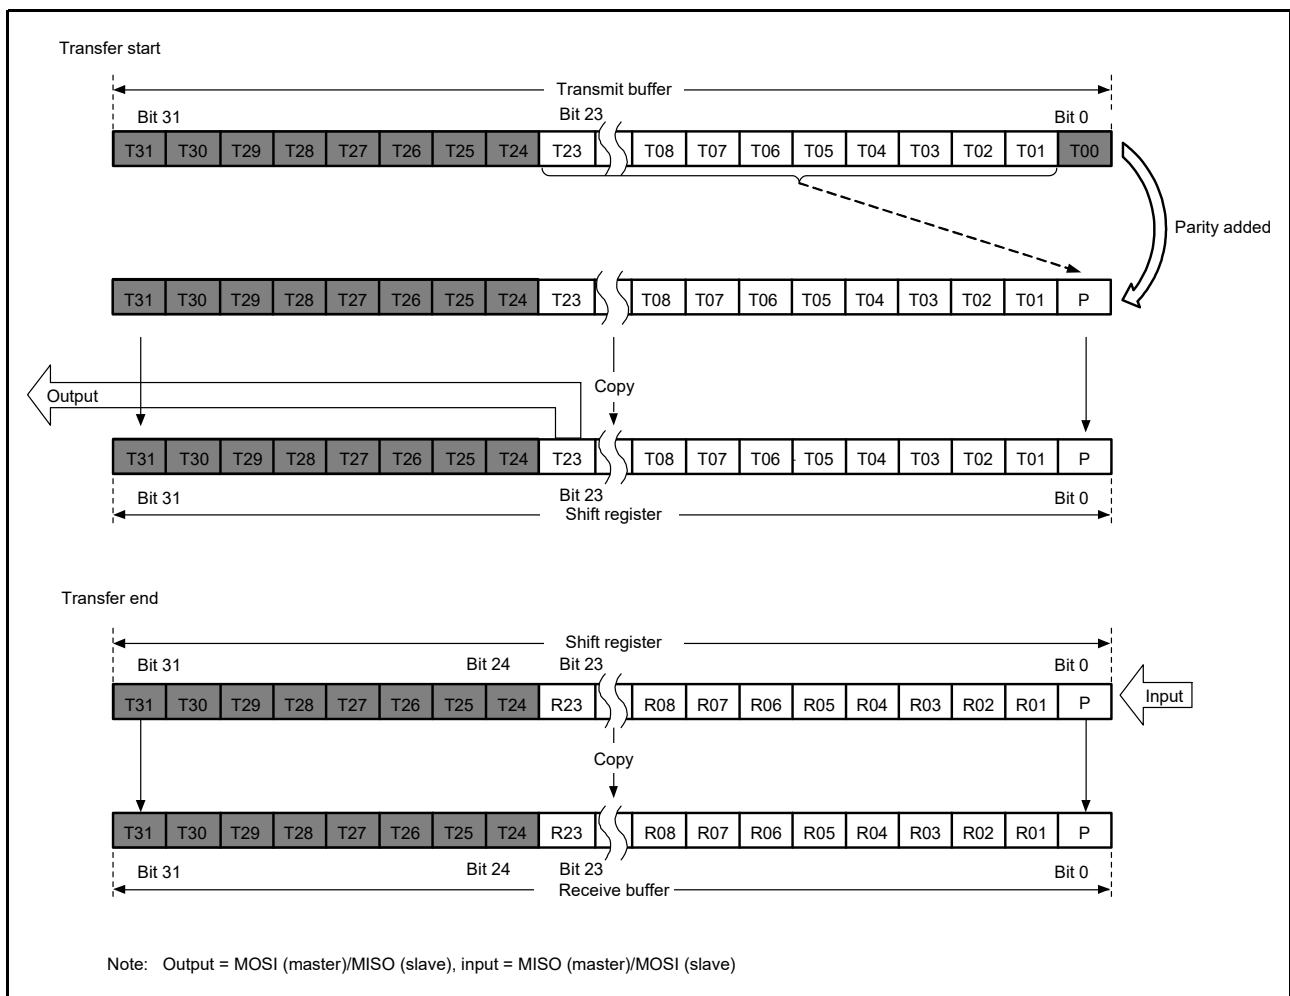 Transfer start
Transmit buffer
Bit 31 Bit 23 Bit 0
T31 T30 T29 T28 T27 T26 T25 T24 T23 T08 T07 T06 T05 T04 T03 T02 T01 T00
Parity added
T31 T30 T29 T28 T27 T26 T25 T24 T23 T08 T07 T06 T05 T04 T03 T02 T01 P
Output Copy
T31 T30 T29 T28 T27 T26 T25 T24 T23 T08 T07 T06 T05 T04 T03 T02 T01 P
Bit 31 Bit 23 Bit 0
Shift register
Transfer end
Shift register
Bit 31 Bit 24 Bit 23 Bit 0
T31 T30 T29 T28 T27 T26 T25 T24 R23 R08 R07 R06 R05 R04 R03 R02 R01 P Input
Copy
T31 T30 T29 T28 T27 T26 T25 T24 R23 R08 R07 R06 R05 R04 R03 R02 R01 P
Bit 31 Bit 24 Bit 23 Bit 0
Receive buffer
Note: Output = MOSI (master)/MISO (slave), input = MISO (master)/MOSI (slave)